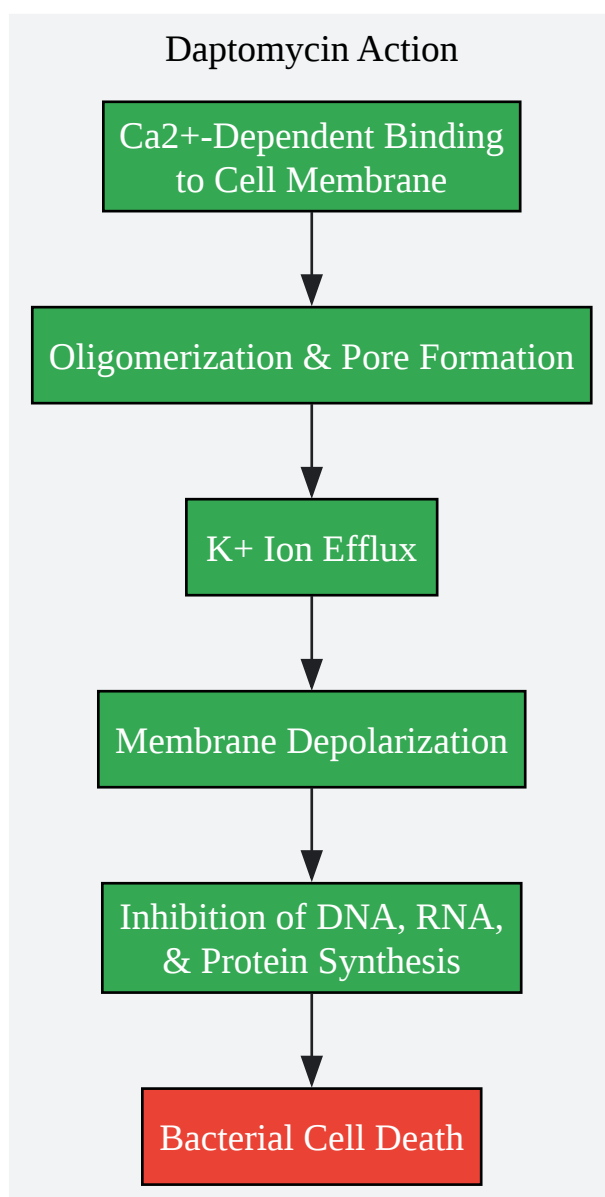 Daptomycin Action
Ca2+-Dependent Binding
to Cell Membrane
Oligomerization & Pore Formation
K+ Ion Efflux
Membrane Depolarization
Inhibition of DNA, RNA,
& Protein Synthesis
Bacterial Cell Death